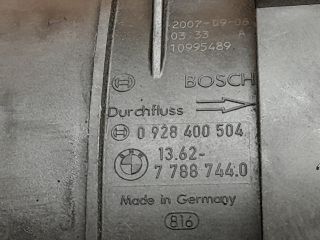 2007-09-06
03:33 A
10995489
BOSCH
Durchfluss
0 928 400 504
13.62-
7 788 744.0
Made in Germany
816